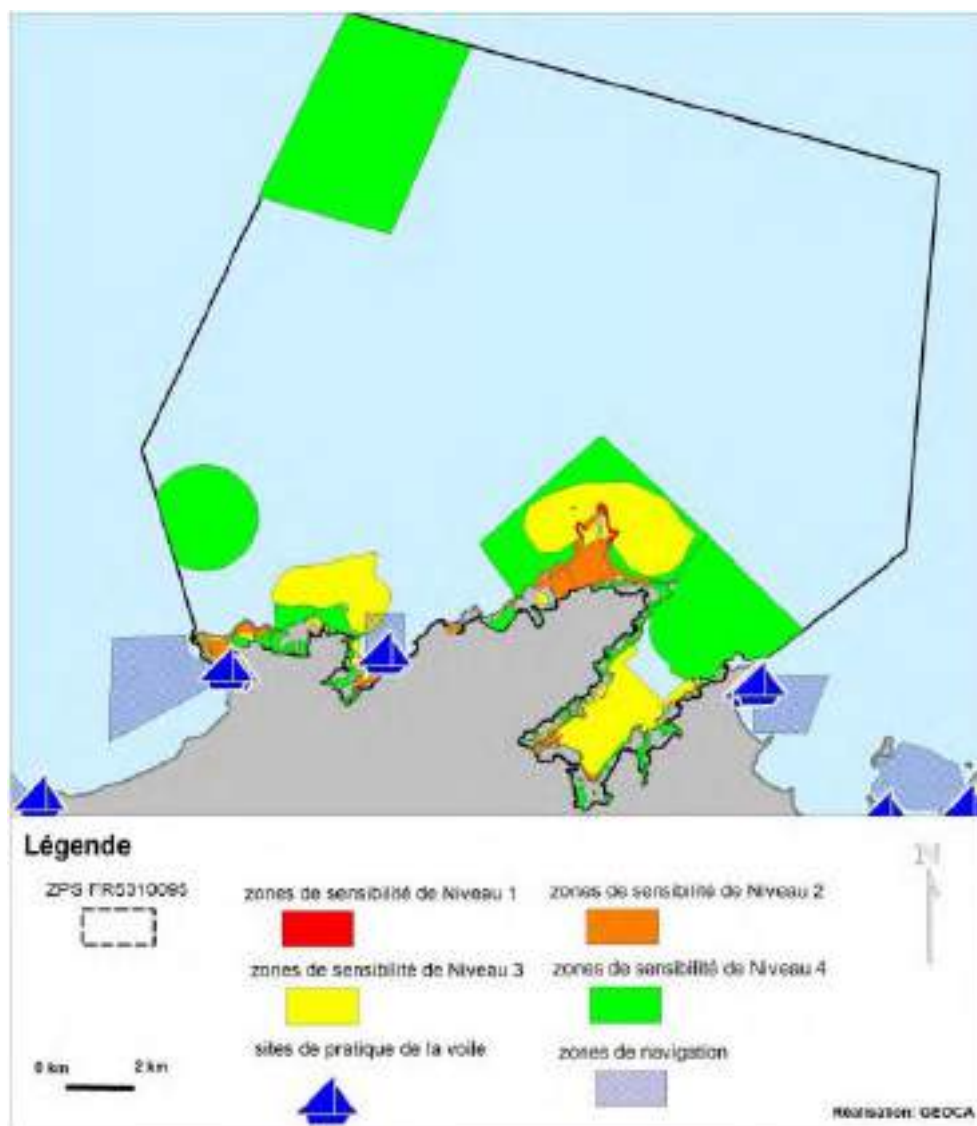 Légende
ZPS FR5310095
zones de sensibilité de Niveau 1
zones de sensibilité de Niveau 2
zones de sensibilité de Niveau 3
zones de sensibilité de Niveau 4
sites de pratique de la voile
zones de navigation
0 km 2 km
N
Réalisation: GEOCA